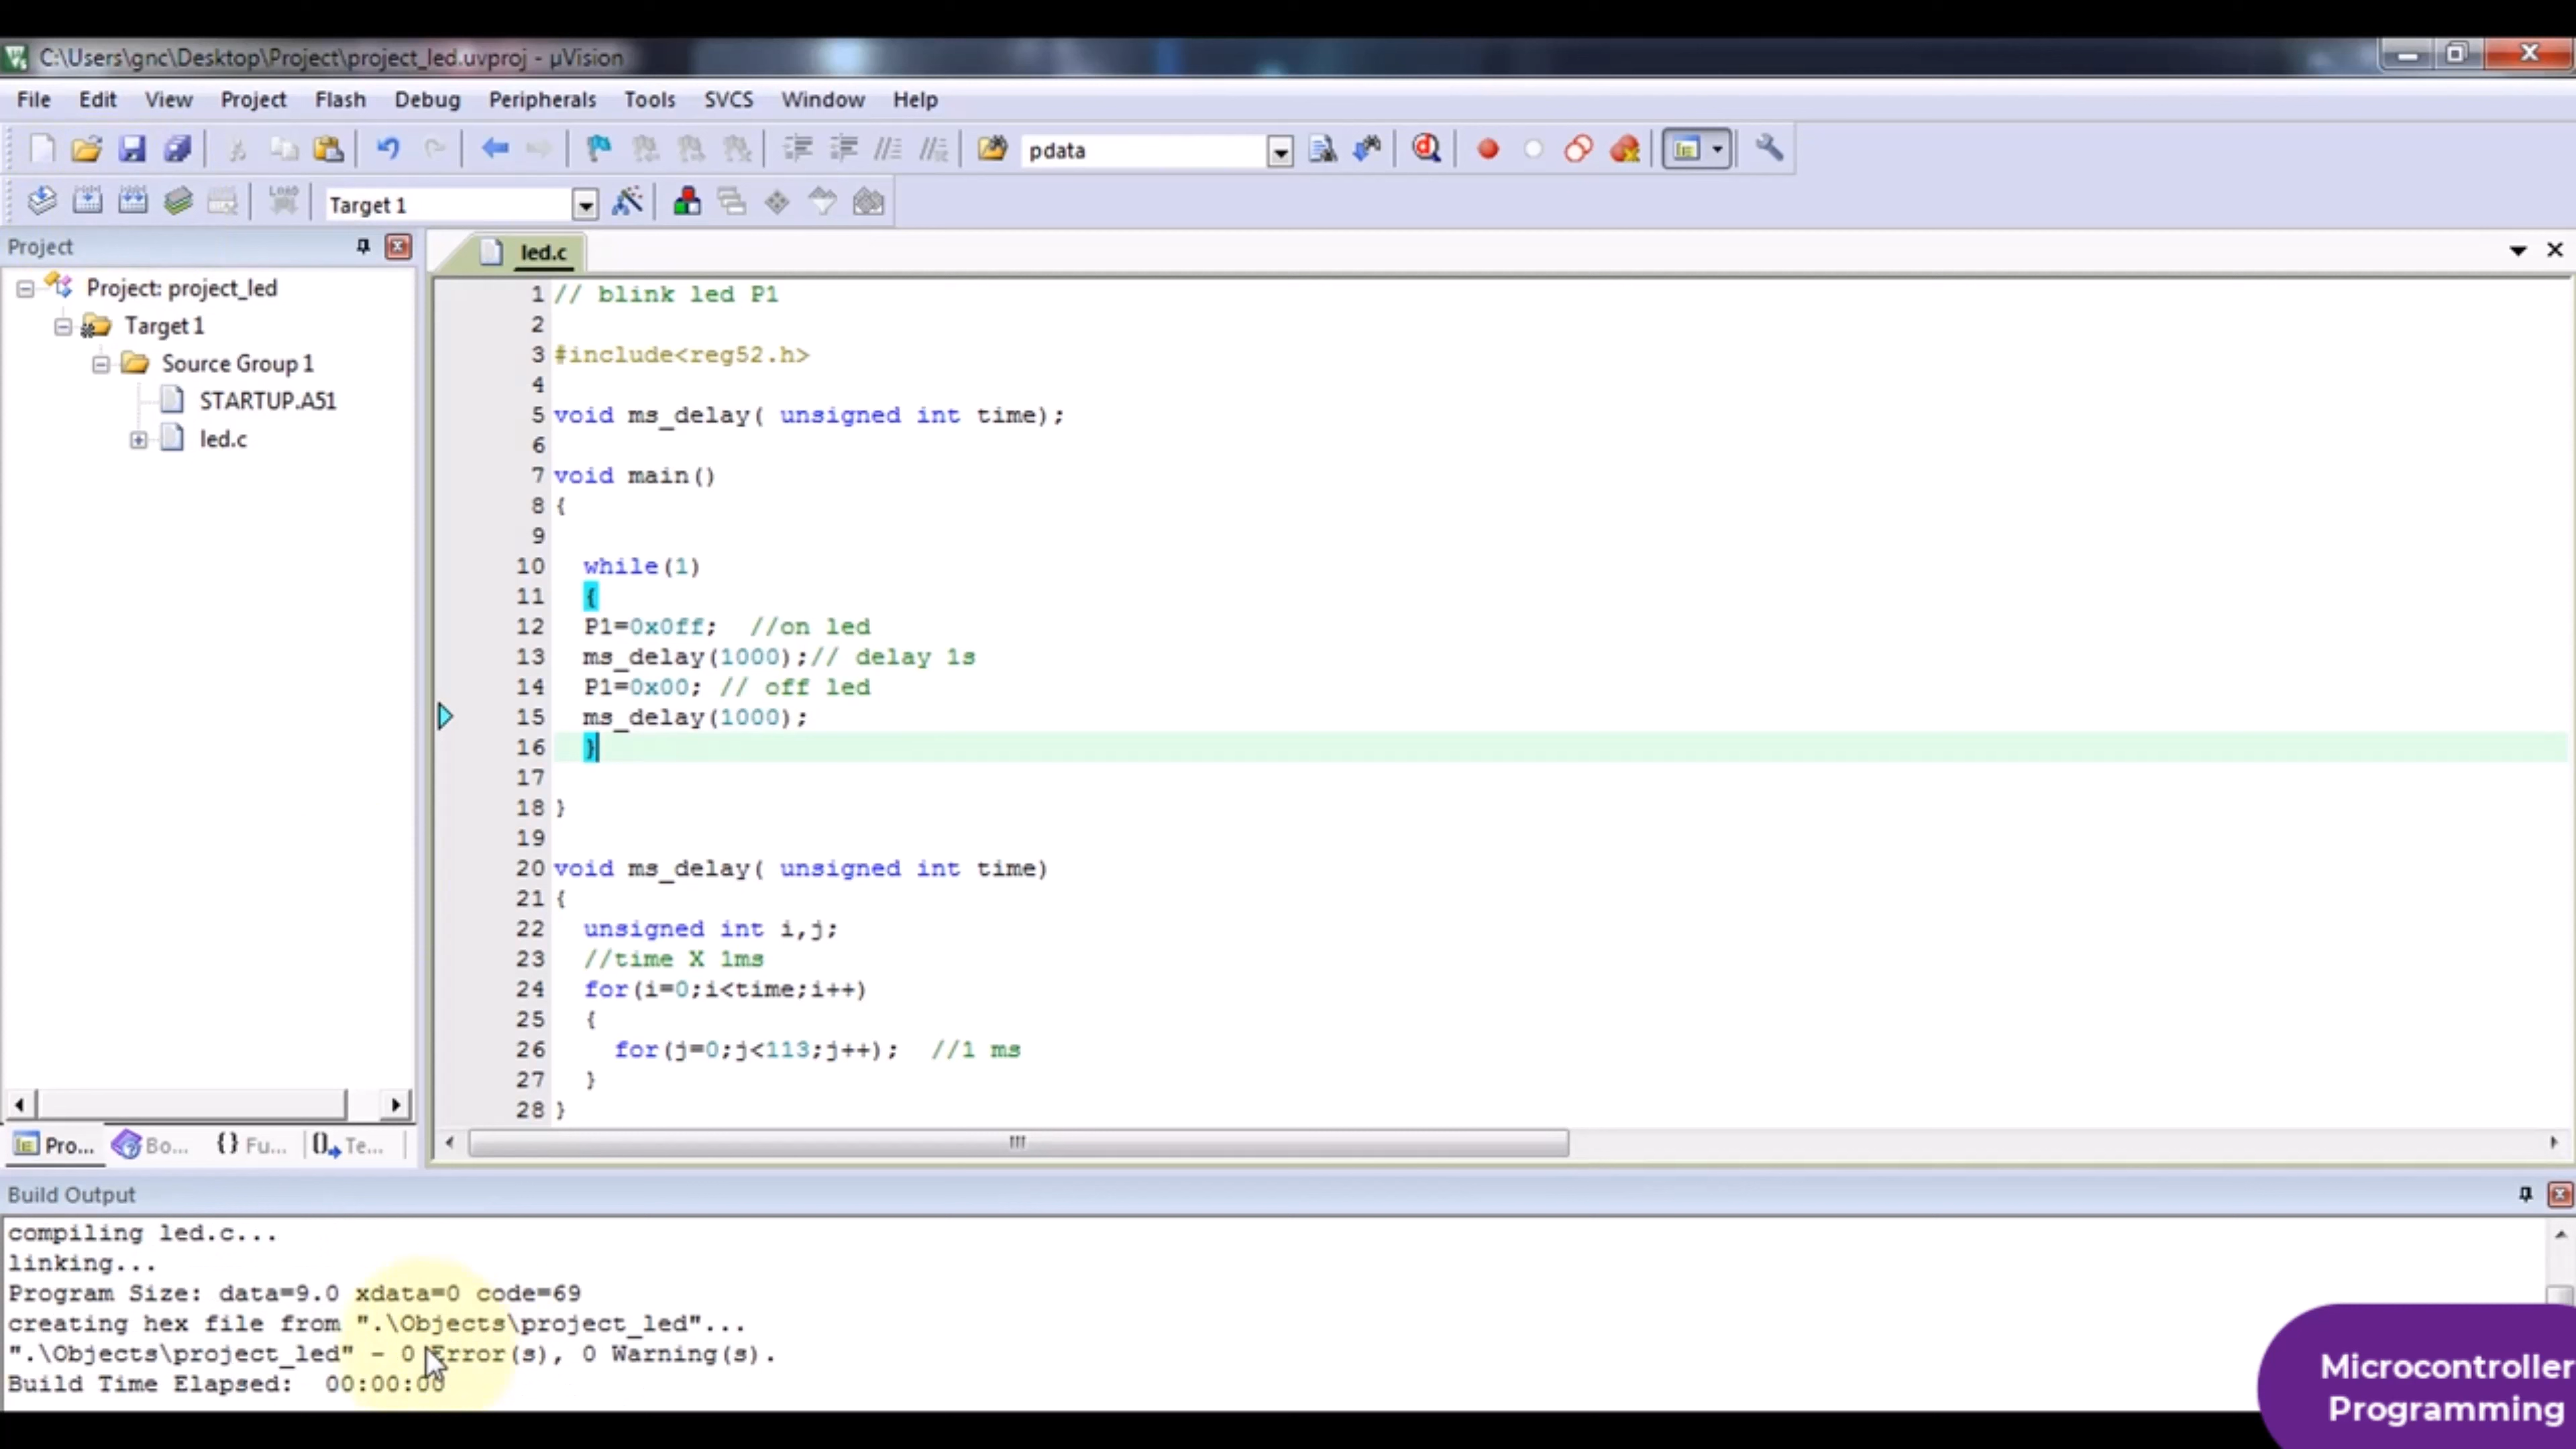 C:\Users\gnc\Desktop\Project\project_led.uvproj - µVision
File Edit View Project Flash Debug Peripherals Tools SVCS Window Help
pdata
LOAD
Target 1
Project
Project: project_led
Target 1
Source Group 1
STARTUP.A51
led.c
led.c
1 // blink led P1
2
3 #include<reg52.h>
4
5 void ms_delay( unsigned int time);
6
7 void main()
8 {
9
10 while(1)
11 {
12 P1=0x0ff; //on led
13 ms_delay(1000);// delay 1s
14 P1=0x00; // off led
15 ms_delay(1000);
16 }
17
18 }
19
20 void ms_delay( unsigned int time)
21 {
22 unsigned int i,j;
23 //time X 1ms
24 for(i=0;i<time;i++)
25 {
26 for(j=0;j<113;j++); //1 ms
27 }
28 }
Pro... Bo... {} Fu... Te...
Build Output
compiling led.c...
linking...
Program Size: data=9.0 xdata=0 code=69
creating hex file from ".\Objects\project_led"...
".\Objects\project_led" - 0 Error(s), 0 Warning(s).
Build Time Elapsed: 00:00:00
Microcontroller
Programming